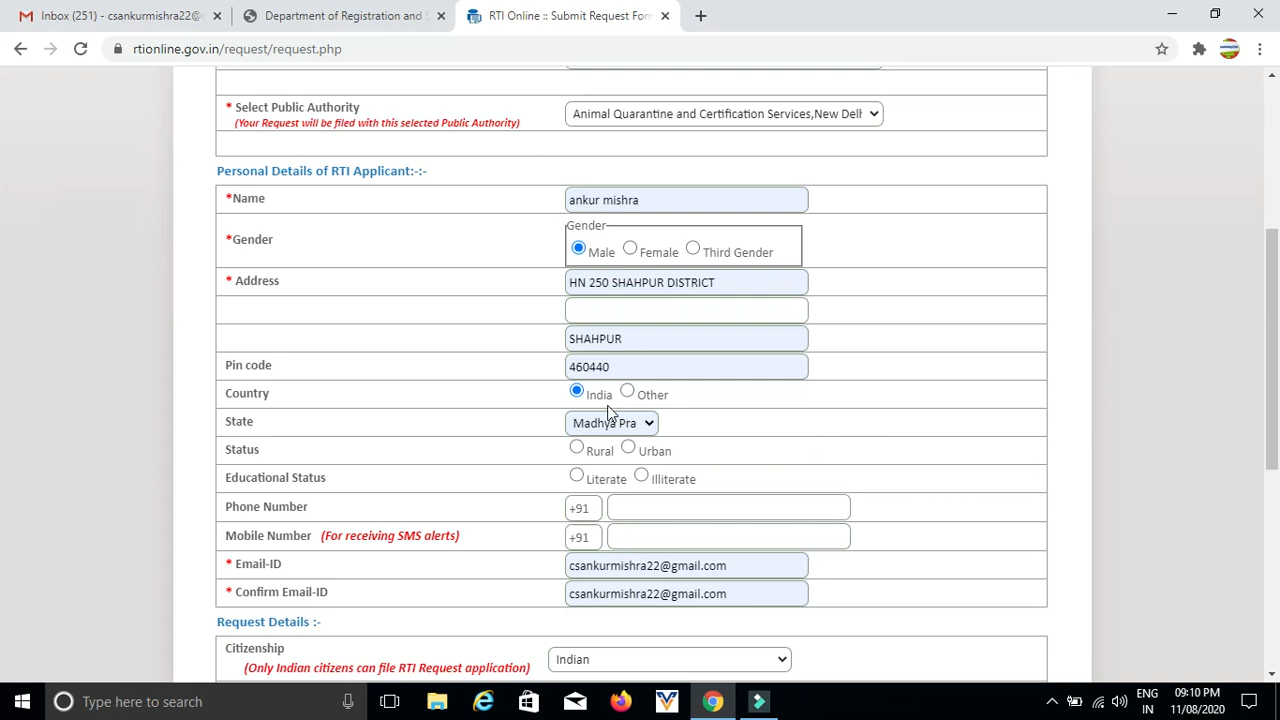 Inbox (251) - csankurmishra22@g
Department of Registration and S
RTI Online :: Submit Request Form
rtionline.gov.in/request/request.php
* Select Public Authority
(Your Request will be filed with this selected Public Authority)
Animal Quarantine and Certification Services,New Delh
Personal Details of RTI Applicant:-:-
*Name
ankur mishra
*Gender
Gender
Male Female Third Gender
* Address
HN 250 SHAHPUR DISTRICT
SHAHPUR
Pin code
460440
Country
India Other
State
Madhya Pra
Status
Rural Urban
Educational Status
Literate Illiterate
Phone Number
+91
Mobile Number (For receiving SMS alerts)
+91
* Email-ID
csankurmishra22@gmail.com
* Confirm Email-ID
csankurmishra22@gmail.com
Request Details :-
Citizenship
(Only Indian citizens can file RTI Request application)
Indian
Type here to search
ENG
IN
09:10 PM
11/08/2020